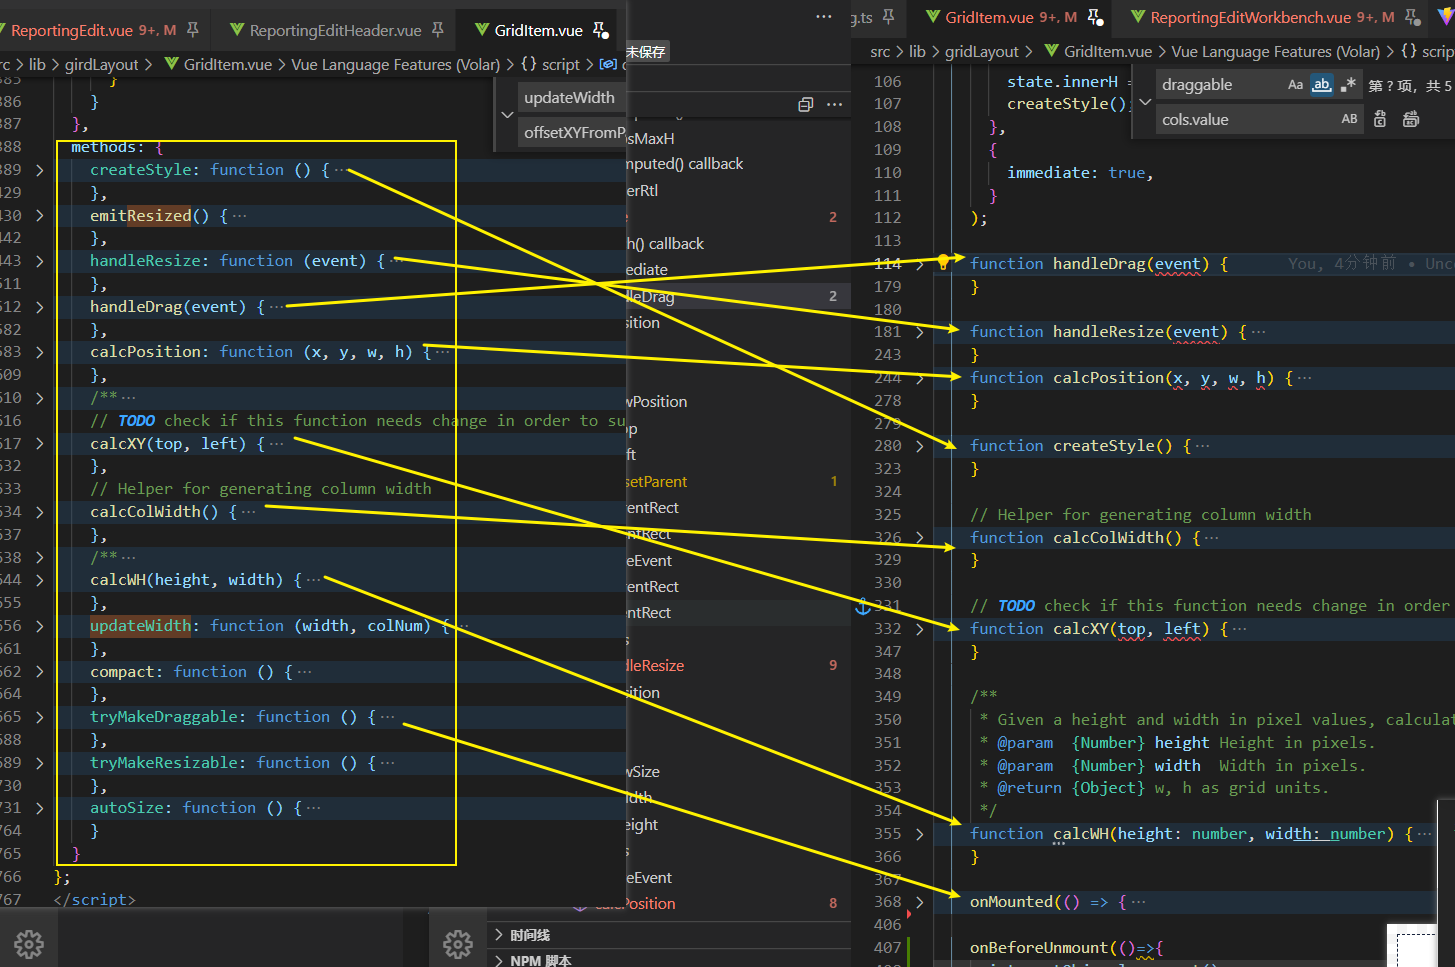 ReportingEdit.vue 9+, M
ReportingEditHeader.vue
GridItem.vue
rc > lib > girdLayout > GridItem.vue > Vue Language Features (Volar) > {} script >
updateWidth
offsetXYFromP
385 }
386 }
387 },
388 methods: {
389 createStyle: function () { ···
429 },
430 emitResized() { ···
442 },
443 handleResize: function (event) { ···
511 },
512 handleDrag(event) { ···
582 },
583 calcPosition: function (x, y, w, h) { ···
609 },
610 /** ···
616 // TODO check if this function needs change in order to su
617 calcXY(top, left) { ···
632 },
633 // Helper for generating column width
634 calcColWidth() { ···
637 },
638 /** ···
644 calcWH(height, width) { ···
655 },
656 updateWidth: function (width, colNum) { ···
661 },
662 compact: function () { ···
664 },
665 tryMakeDraggable: function () { ···
688 },
689 tryMakeResizable: function () { ···
730 },
731 autoSize: function () { ···
764 }
765 }
766 };
767 </script>
未保存
osMaxH
mputed() callback
erRtl
2
h() callback
ediate
dleDrag 2
sition
wPosition
op
ft
setParent 1
rentRect
entRect
eEvent
rentRect
entRect
s
dleResize 9
sition
wSize
idth
eight
s
eEvent
calcPosition 8
时间线
NPM 脚本
g.ts
GridItem.vue 9+, M
ReportingEditWorkbench.vue 9+, M
src > lib > gridLayout > GridItem.vue > Vue Language Features (Volar) > {} script
draggable Aa ab .* 第 ? 项，共 5
cols.value AB
106 state.innerH =
107 createStyle();
108 },
109 {
110 immediate: true,
111 }
112 );
113
114 function handleDrag(event) { You, 4分钟前 • Unco
179 }
180
181 function handleResize(event) { ···
243 }
244 function calcPosition(x, y, w, h) { ···
278 }
279
280 function createStyle() { ···
323 }
324
325 // Helper for generating column width
326 function calcColWidth() { ···
329 }
330
331 // TODO check if this function needs change in order
332 function calcXY(top, left) { ···
347 }
348
349 /**
350 * Given a height and width in pixel values, calculat
351 * @param {Number} height Height in pixels.
352 * @param {Number} width Width in pixels.
353 * @return {Object} w, h as grid units.
354 */
355 function calcWH(height: number, width: number) { ···
366 }
367
368 onMounted(() => { ···
406
407 onBeforeUnmount(()=>{